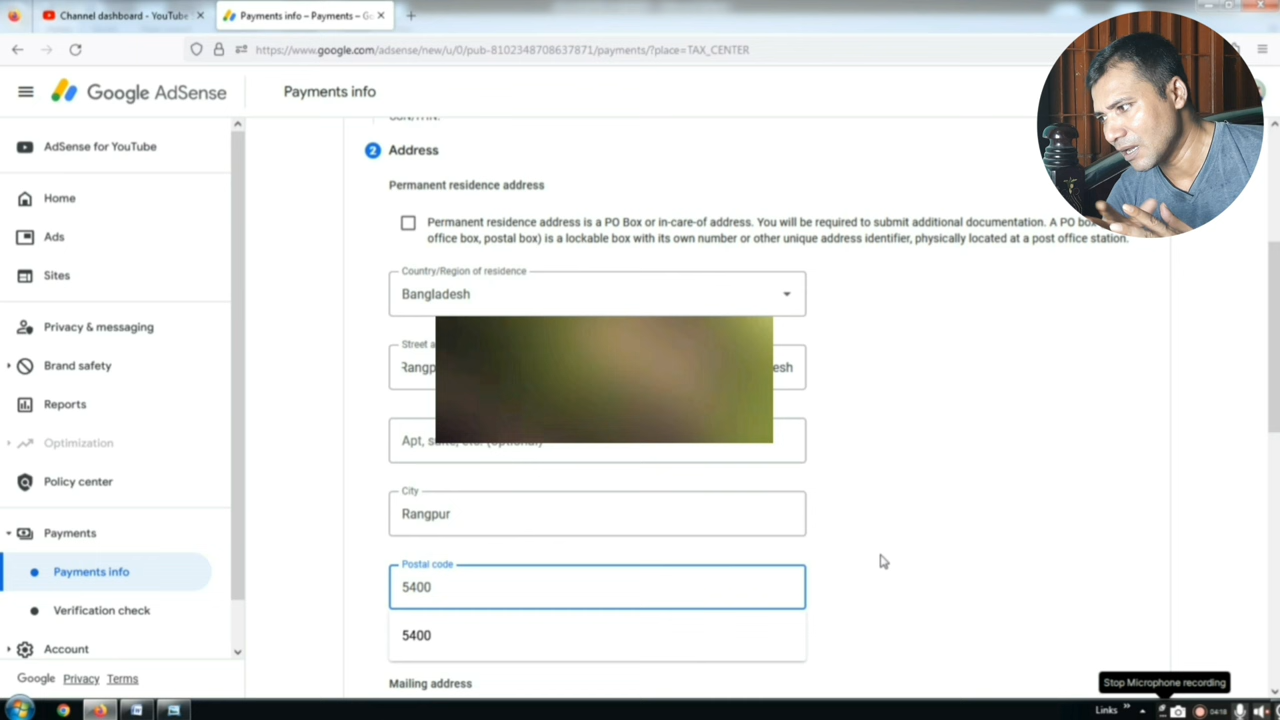 Channel dashboard - YouTube
Payments info – Payments – Go
https://www.google.com/adsense/new/u/0/pub-8102348708637871/payments/?place=TAX_CENTER
Google AdSense
Payments info
AdSense for YouTube
Home
Ads
Sites
Privacy & messaging
Brand safety
Reports
Optimization
Policy center
Payments
Payments info
Verification check
Account
Google Privacy Terms
2 Address
Permanent residence address
Permanent residence address is a PO Box or in-care-of address. You will be required to submit additional documentation. A PO
office box, postal box) is a lockable box with its own number or other unique address identifier, physically located at a post office station.
Country/Region of residence
Bangladesh
Street
City
Rangpur
Postal code
5400
5400
Mailing address
Stop Microphone recording
Links
04:18